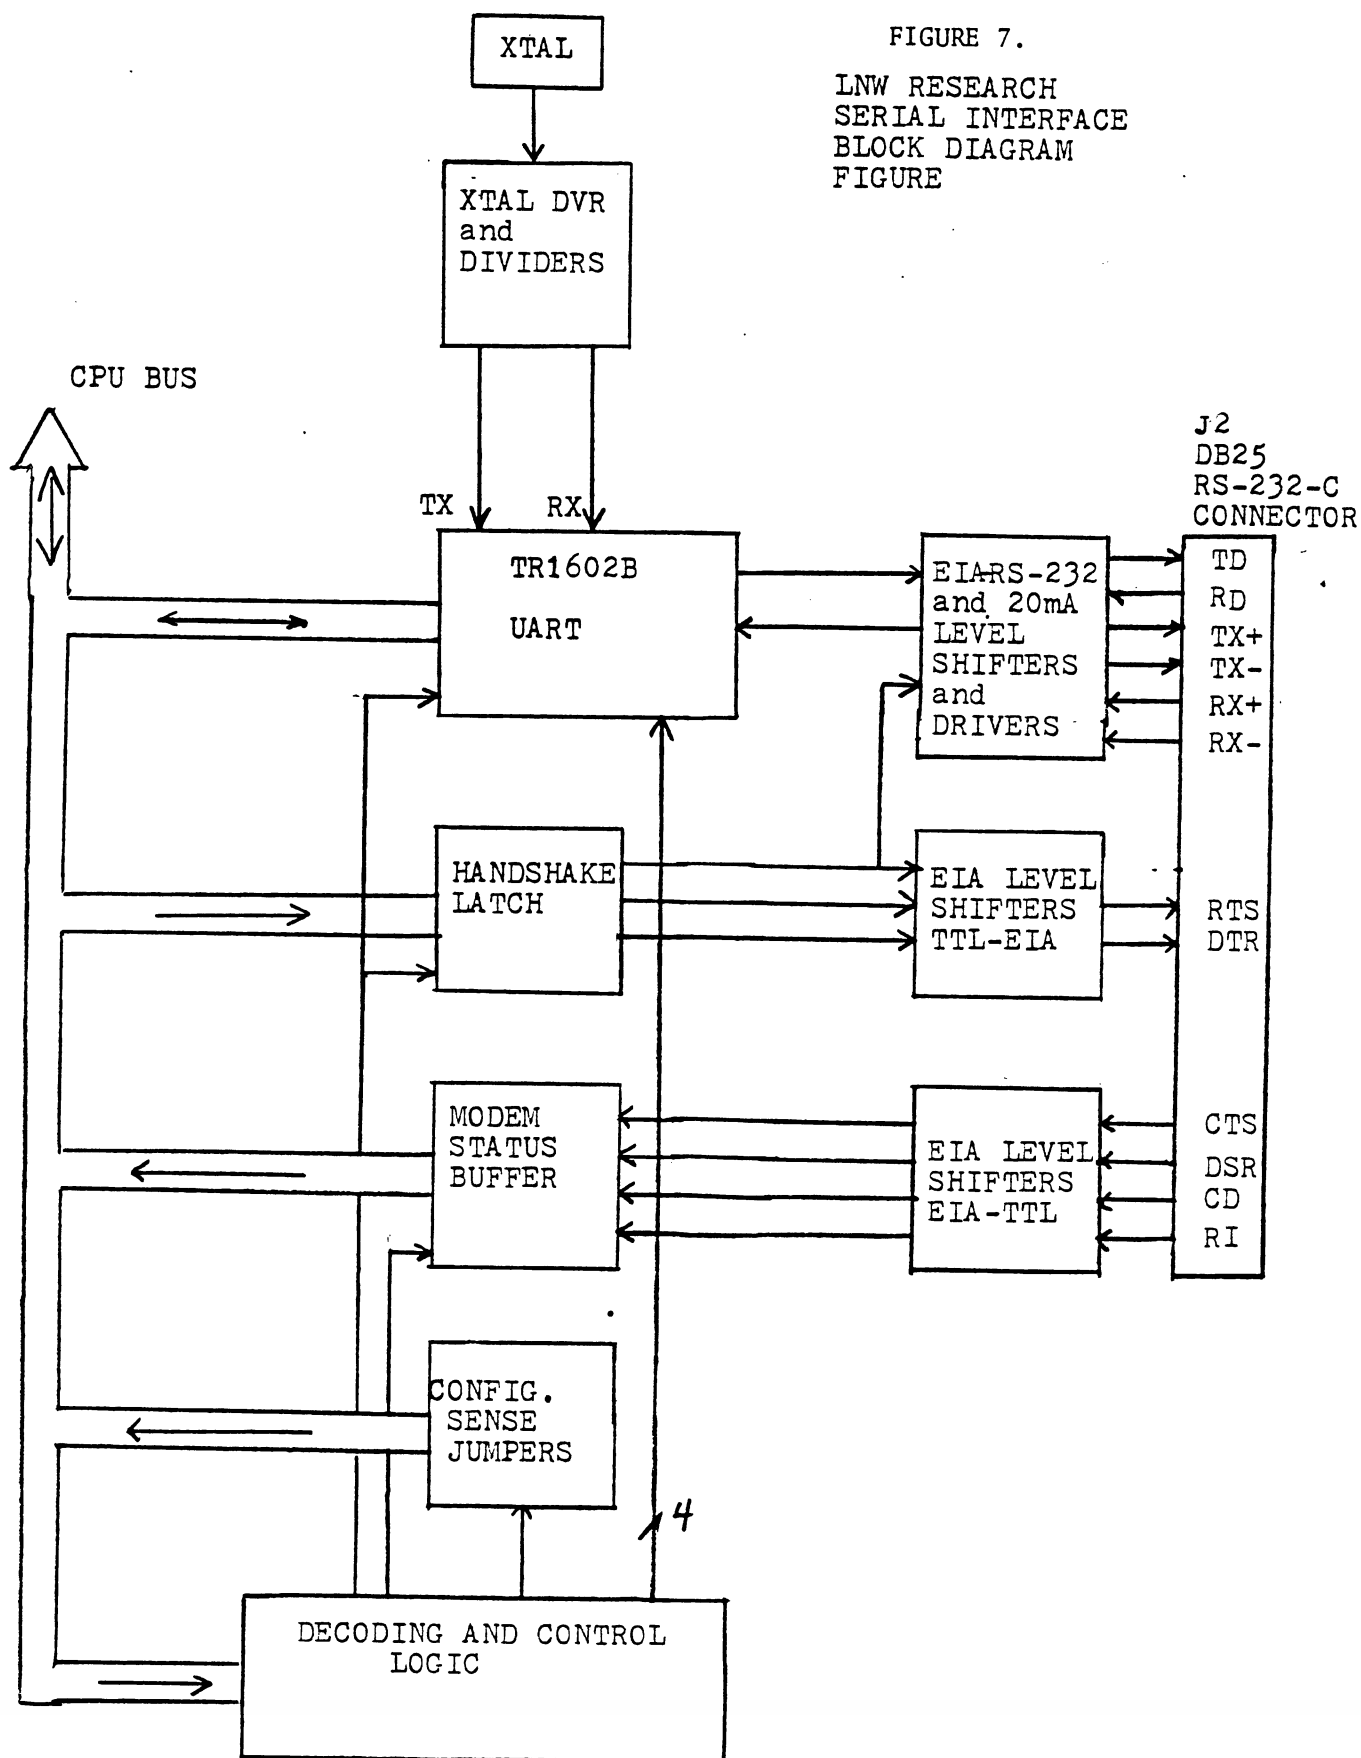 XTAL
FIGURE 7.
LNW RESEARCH
SERIAL INTERFACE
BLOCK DIAGRAM
FIGURE
XTAL DVR
and
DIVIDERS
CPU BUS
J2
DB25
RS-232-C
CONNECTOR
TX
RX
TR1602B
UART
EIARS-232
and 20mA
LEVEL
SHIFTERS
and
DRIVERS
TD
RD
TX+
TX-
RX+
RX-
HANDSHAKE
LATCH
EIA LEVEL
SHIFTERS
TTL-EIA
RTS
DTR
MODEM
STATUS
BUFFER
EIA LEVEL
SHIFTERS
EIA-TTL
CTS
DSR
CD
RI
CONFIG.
SENSE
JUMPERS
4
DECODING AND CONTROL
LOGIC